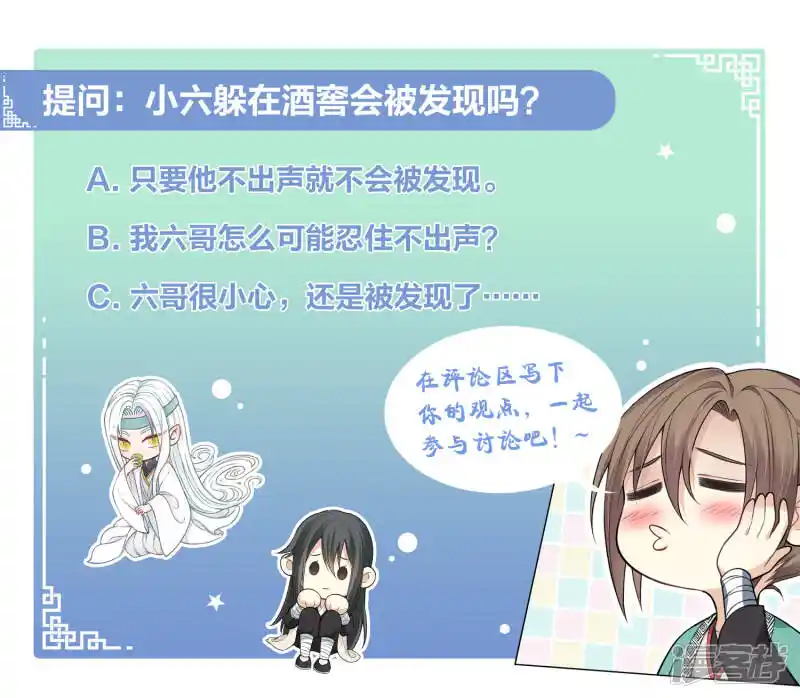 提问：小六躲在酒窖会被发现吗？
A. 只要他不出声就不会被发现。
B. 我六哥怎么可能忍住不出声？
C. 六哥很小心，还是被发现了……
在评论区写下
你的观点，一起
参与讨论吧！~
漫客栈